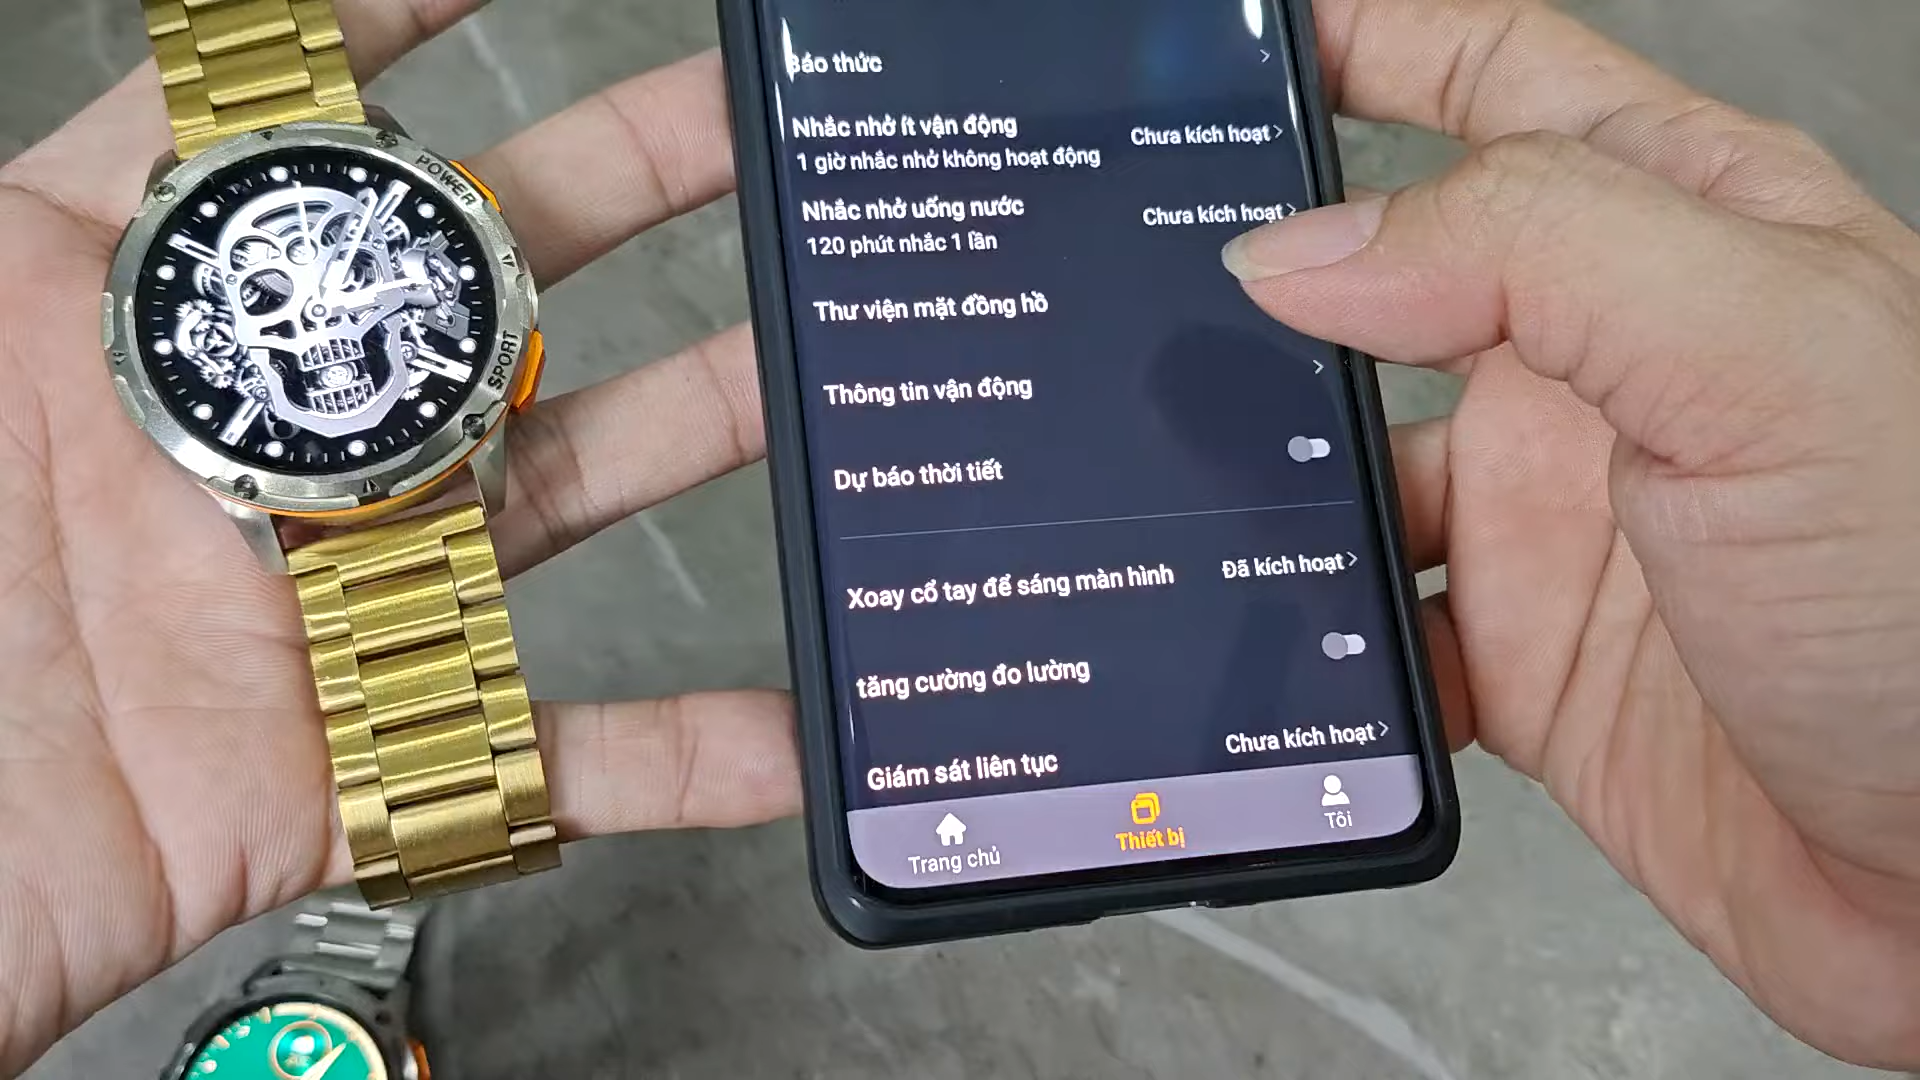 POWER
SPORT
Báo thức
Nhắc nhở ít vận động
Chưa kích hoạt
1 giờ nhắc nhở không hoạt động
Nhắc nhở uống nước
Chưa kích hoạt
120 phút nhắc 1 lần
Thư viện mặt đồng hồ
Thông tin vận động
Dự báo thời tiết
Xoay cổ tay để sáng màn hình
Đã kích hoạt
tăng cường đo lường
Giám sát liên tục
Chưa kích hoạt
Trang chủ
Thiết bị
Tôi